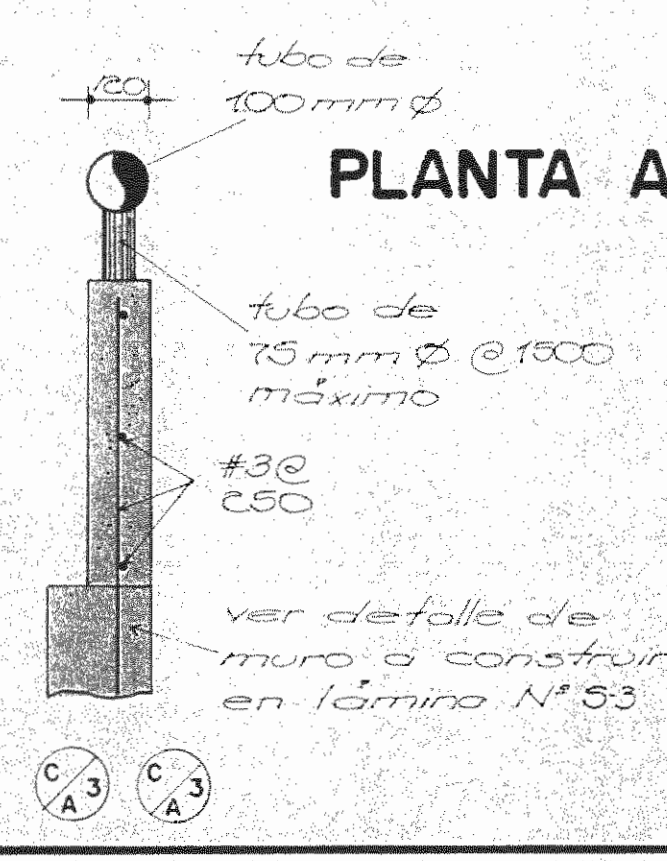 tubo de
100 mm Ø
PLANTA A
tubo de
75 mm Ø @ 1500
máximo
#3@
250
ver detalle de
muro a construir
en lámina Nº S-3
C A 3
C A 3